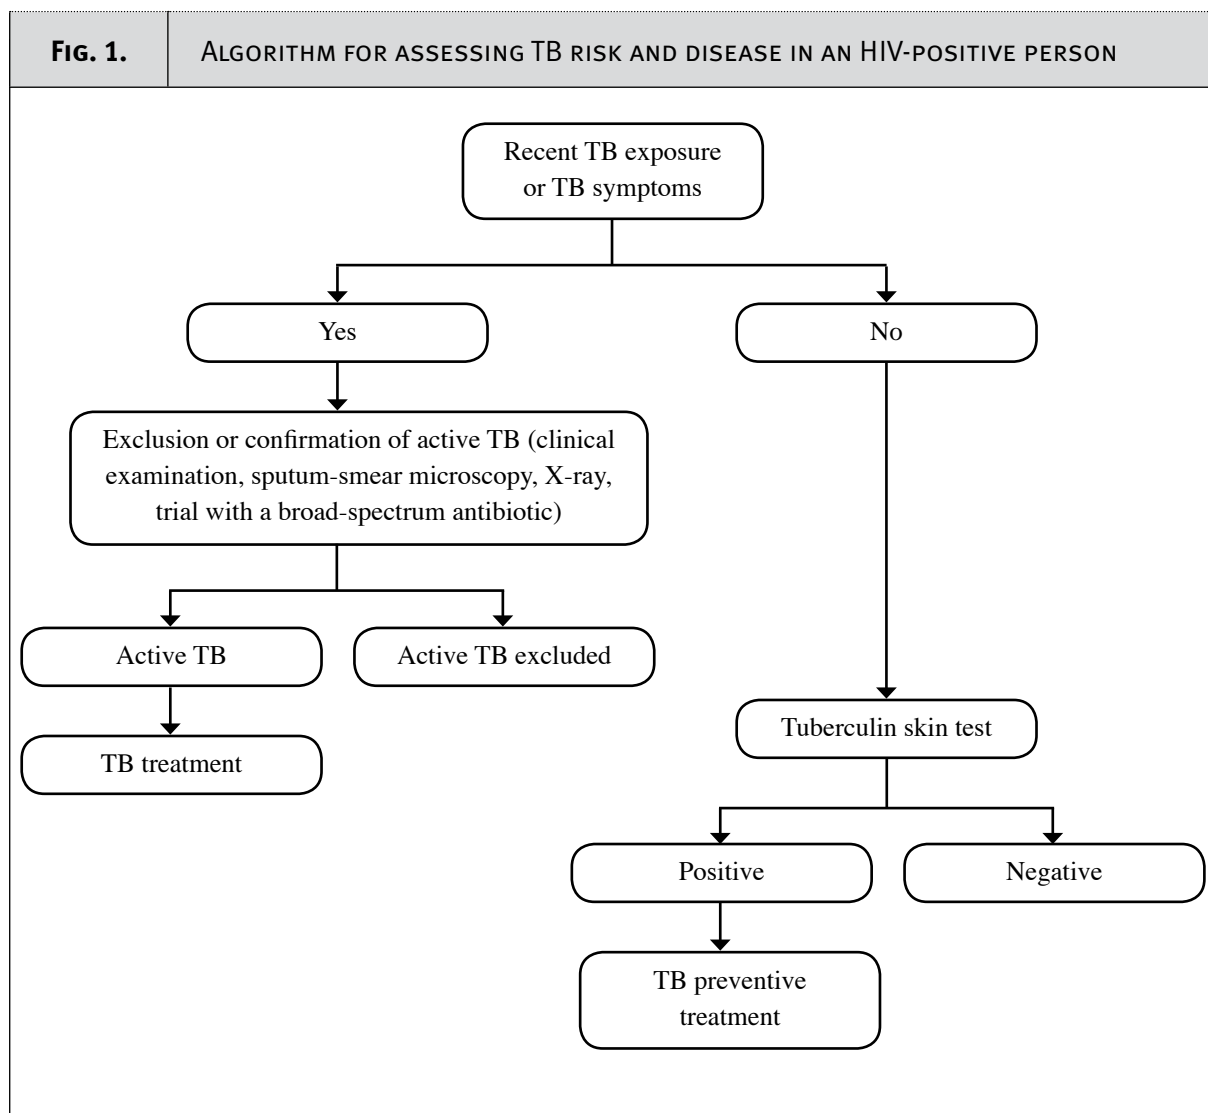 FIG. 1.
ALGORITHM FOR ASSESSING TB RISK AND DISEASE IN AN HIV-POSITIVE PERSON
Recent TB exposure
or TB symptoms
Yes
No
Exclusion or confirmation of active TB (clinical
examination, sputum-smear microscopy, X-ray,
trial with a broad-spectrum antibiotic)
Active TB
Active TB excluded
TB treatment
Tuberculin skin test
Positive
Negative
TB preventive
treatment